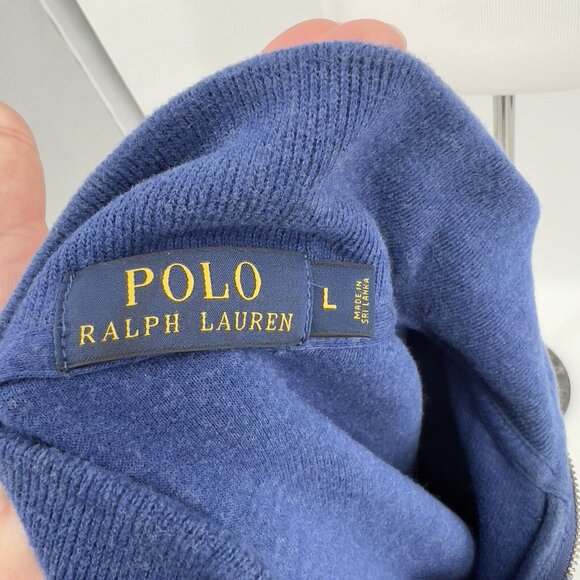 POLO
RALPH LAUREN
L
MADE IN
SRI LANKA